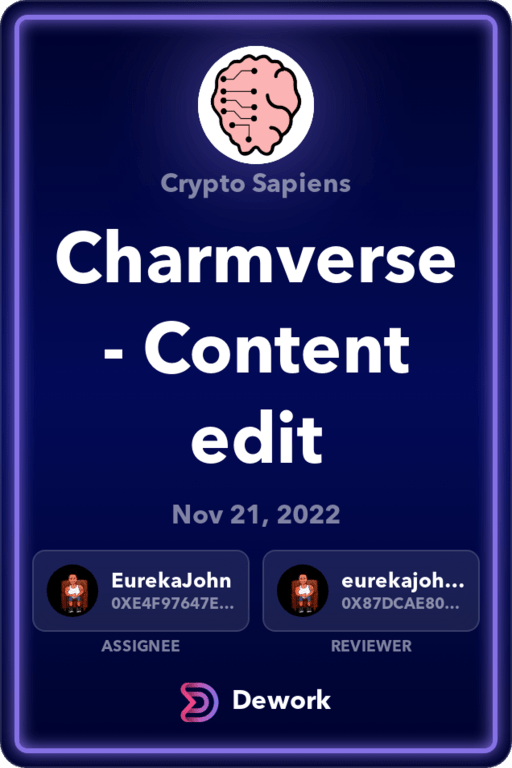 Crypto Sapiens
Charmverse
- Content
edit
Nov 21, 2022
EurekaJohn
0XE4F97647E...
eurekajoh...
0X87DCAE80...
ASSIGNEE
REVIEWER
Dework